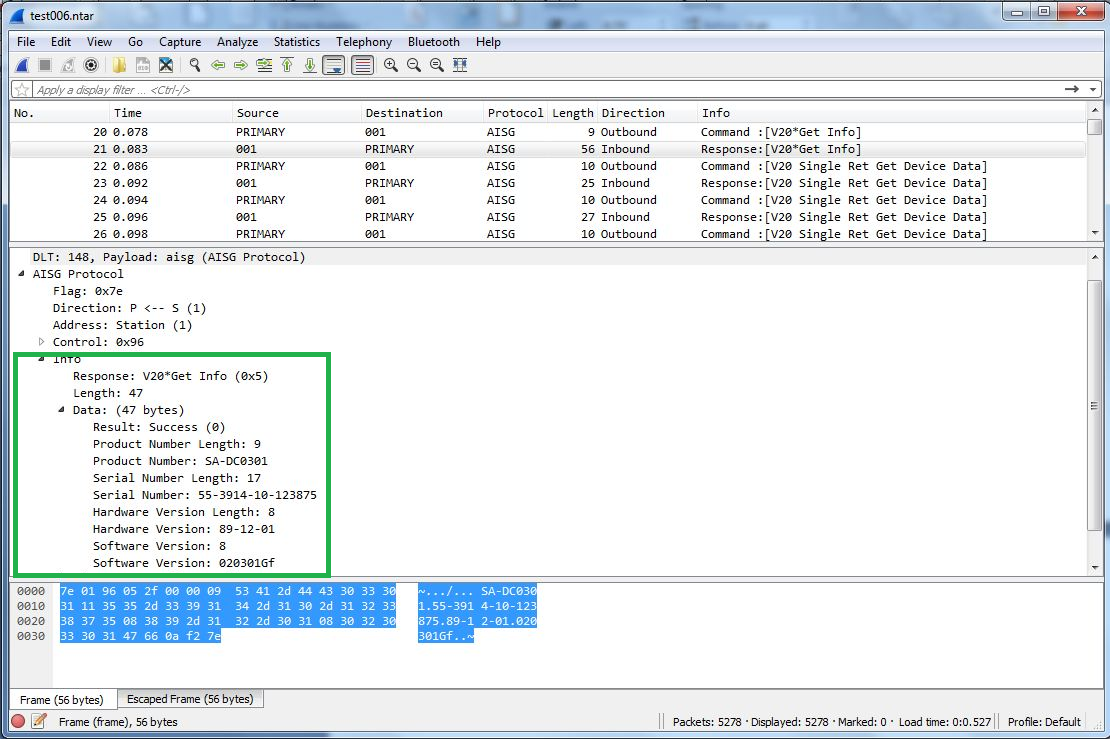 test006.ntar
File Edit View Go Capture Analyze Statistics Telephony Bluetooth Help
Apply a display filter ... <Ctrl-/>
No. Time Source Destination Protocol Length Direction Info
20 0.078 PRIMARY 001 AISG 9 Outbound Command :[V20*Get Info]
21 0.083 001 PRIMARY AISG 56 Inbound Response:[V20*Get Info]
22 0.086 PRIMARY 001 AISG 10 Outbound Command :[V20 Single Ret Get Device Data]
23 0.092 001 PRIMARY AISG 25 Inbound Response:[V20 Single Ret Get Device Data]
24 0.094 PRIMARY 001 AISG 10 Outbound Command :[V20 Single Ret Get Device Data]
25 0.096 001 PRIMARY AISG 27 Inbound Response:[V20 Single Ret Get Device Data]
26 0.098 PRIMARY 001 AISG 10 Outbound Command :[V20 Single Ret Get Device Data]
DLT: 148, Payload: aisg (AISG Protocol)
AISG Protocol
Flag: 0x7e
Direction: P <-- S (1)
Address: Station (1)
Control: 0x96
Info
Response: V20*Get Info (0x5)
Length: 47
Data: (47 bytes)
Result: Success (0)
Product Number Length: 9
Product Number: SA-DC0301
Serial Number Length: 17
Serial Number: 55-3914-10-123875
Hardware Version Length: 8
Hardware Version: 89-12-01
Software Version: 8
Software Version: 020301Gf
0000 7e 01 96 05 2f 00 00 09 53 41 2d 44 43 30 33 30 ~.../... SA-DC030
0010 31 11 35 35 2d 33 39 31 34 2d 31 30 2d 31 32 33 1.55-391 4-10-123
0020 38 37 35 08 38 39 2d 31 32 2d 30 31 08 30 32 30 875.89-1 2-01.020
0030 33 30 31 47 66 0a f2 7e 301Gf..~
Frame (56 bytes) Escaped Frame (56 bytes)
Frame (frame), 56 bytes Packets: 5278 · Displayed: 5278 · Marked: 0 · Load time: 0:0.527 Profile: Default